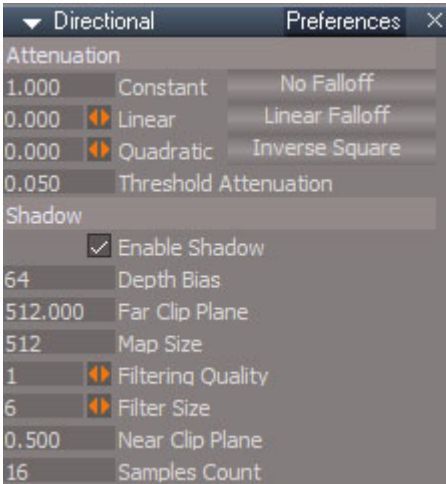 Directional Preferences ×
Attenuation
1.000 Constant No Falloff
0.000 Linear Linear Falloff
0.000 Quadratic Inverse Square
0.050 Threshold Attenuation
Shadow
Enable Shadow
64 Depth Bias
512.000 Far Clip Plane
512 Map Size
1 Filtering Quality
6 Filter Size
0.500 Near Clip Plane
16 Samples Count